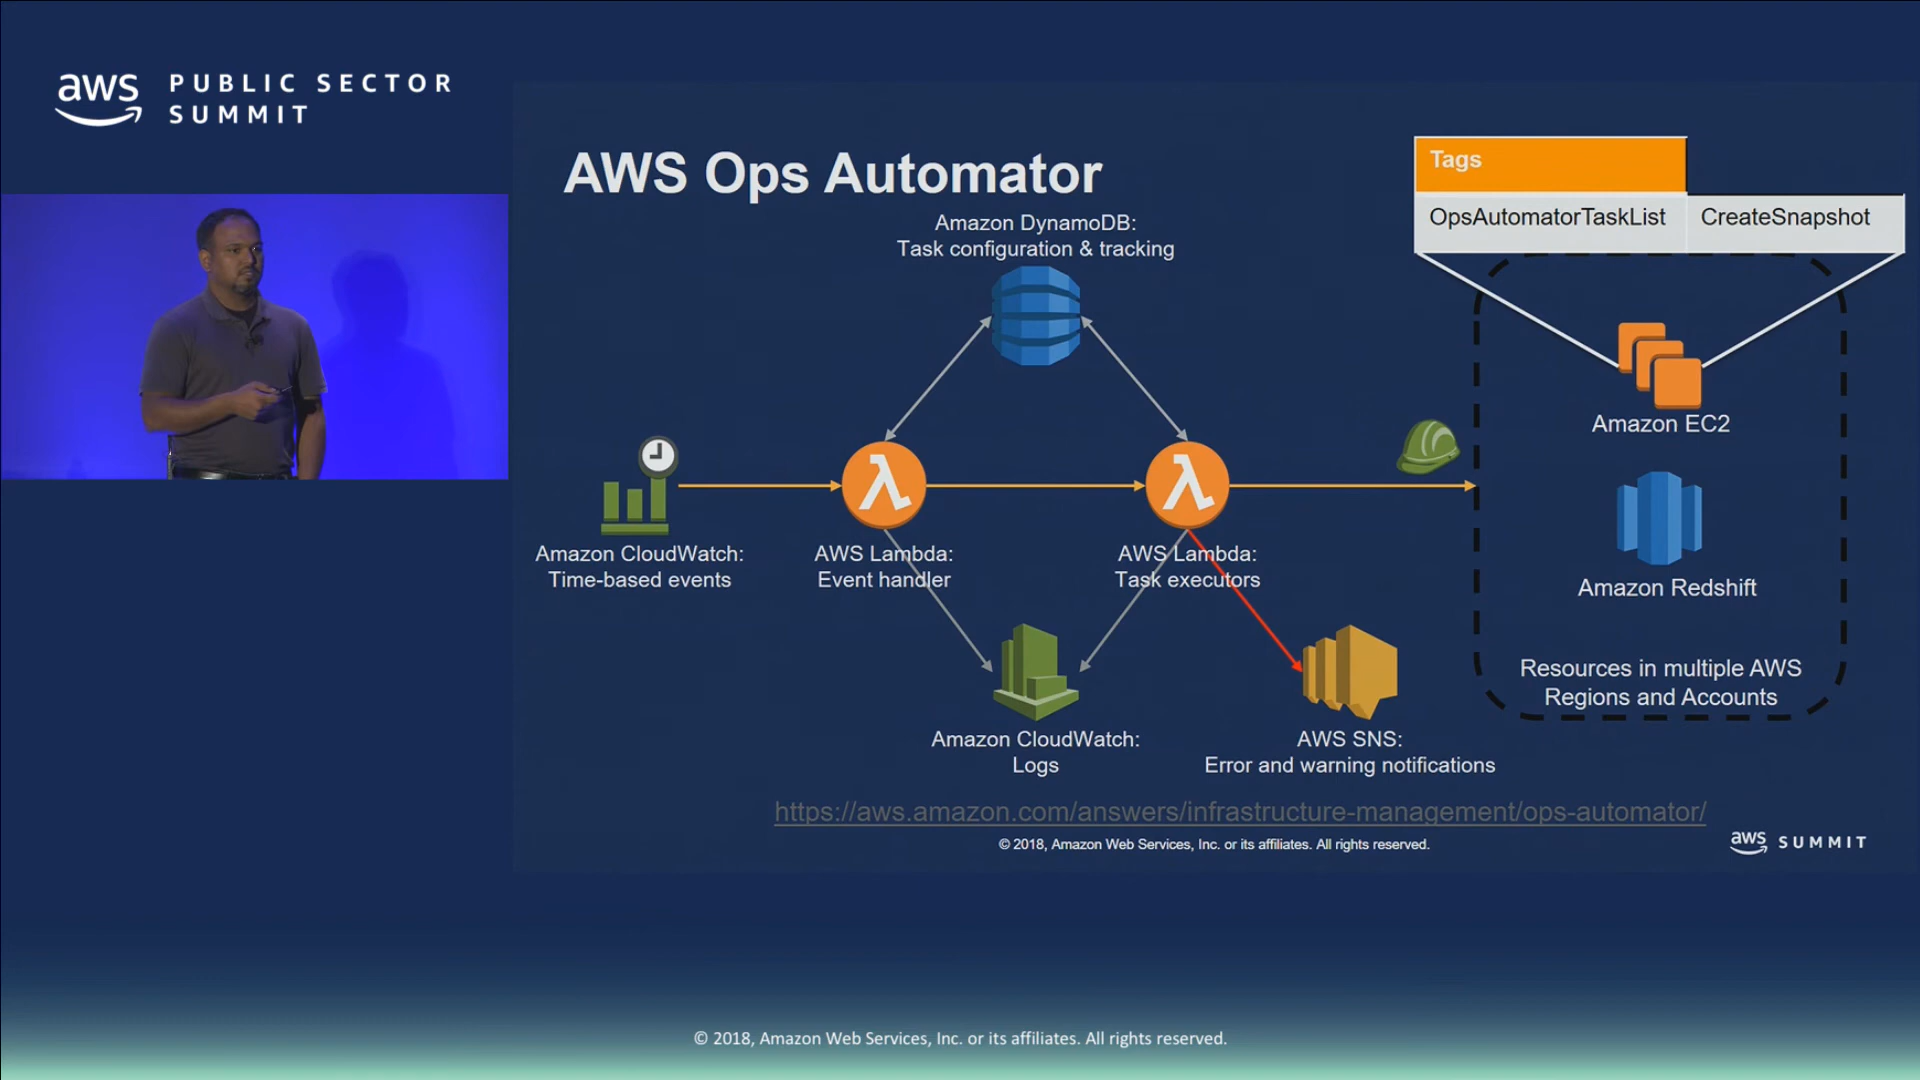 aws PUBLIC SECTOR
SUMMIT
AWS Ops Automator
Tags
OpsAutomatorTaskList CreateSnapshot
Amazon DynamoDB:
Task configuration & tracking
Amazon EC2
Amazon CloudWatch:
Time-based events
AWS Lambda:
Event handler
AWS Lambda:
Task executors
Amazon Redshift
Resources in multiple AWS
Regions and Accounts
Amazon CloudWatch:
Logs
AWS SNS:
Error and warning notifications
https://aws.amazon.com/answers/infrastructure-management/ops-automator/
© 2018, Amazon Web Services, Inc. or its affiliates. All rights reserved.
aws SUMMIT
© 2018, Amazon Web Services, Inc. or its affiliates. All rights reserved.